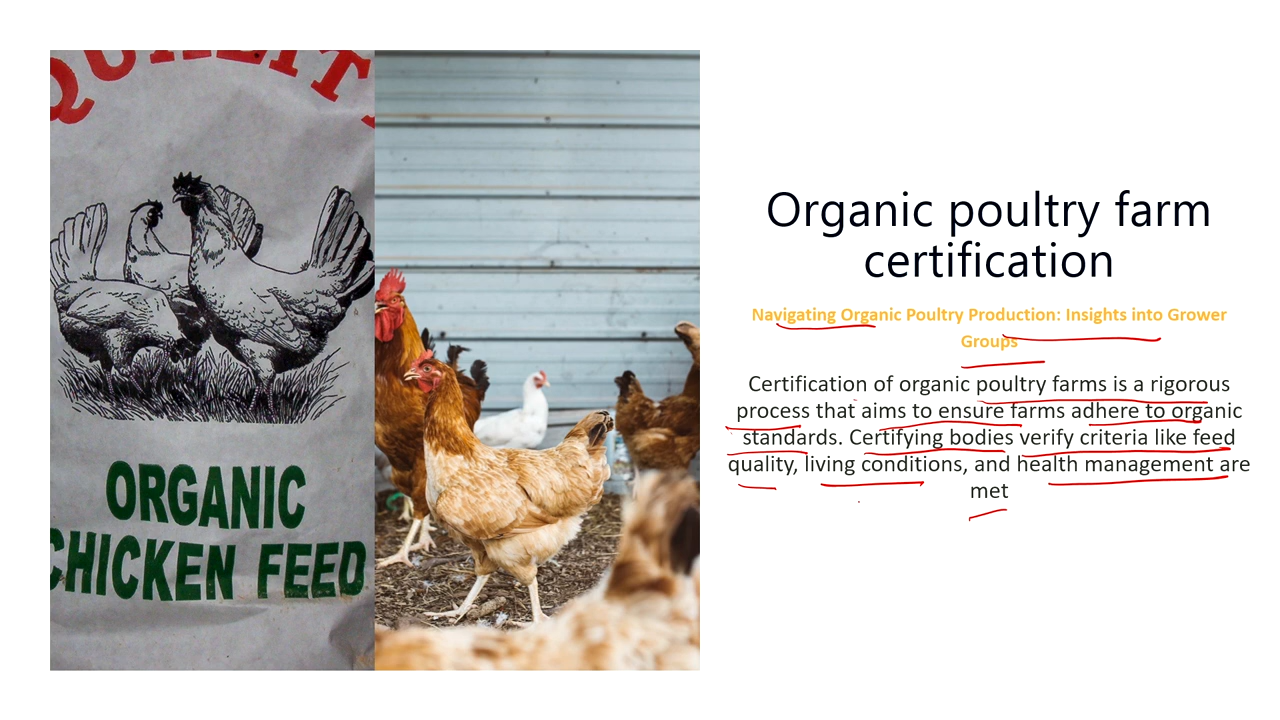 QUALITY
ORGANIC
CHICKEN FEED
Organic poultry farm
certification
Navigating Organic Poultry Production: Insights into Grower
Groups
Certification of organic poultry farms is a rigorous
process that aims to ensure farms adhere to organic
standards. Certifying bodies verify criteria like feed
quality, living conditions, and health management are
met